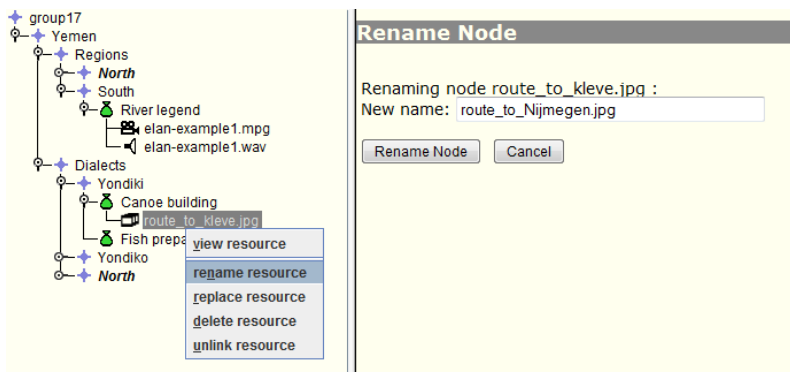 group17
Yemen
Regions
North
South
River legend
elan-example1.mpg
elan-example1.wav
Dialects
Yondiki
Canoe building
route_to_kleve.jpg
Fish prepa
Yondiko
North
view resource
rename resource
replace resource
delete resource
unlink resource
Rename Node
Renaming node route_to_kleve.jpg :
New name: route_to_Nijmegen.jpg
Rename Node Cancel